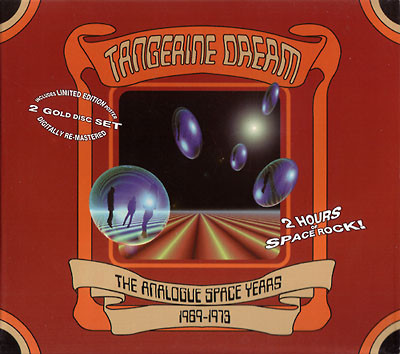 TANGERINE DREAM
INCLUDES LIMITED EDITION POSTER
2 GOLD DISC SET
DIGITALLY RE-MASTERED
2 HOURS
OF
SPACE ROCK!
THE ANALOGUE SPACE YEARS
1969-1973